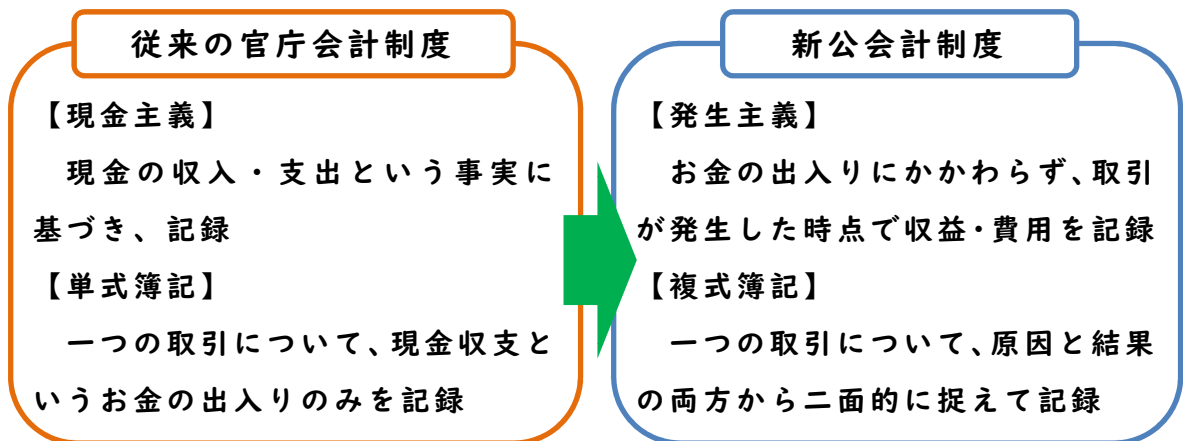 従来の官庁会計制度
【現金主義】
現金の収入・支出という事実に
基づき、記録
【単式簿記】
一つの取引について、現金収支と
いうお金の出入りのみを記録
新公会計制度
【発生主義】
お金の出入りにかかわらず、取引
が発生した時点で収益・費用を記録
【複式簿記】
一つの取引について、原因と結果
の両方から二面的に捉えて記録